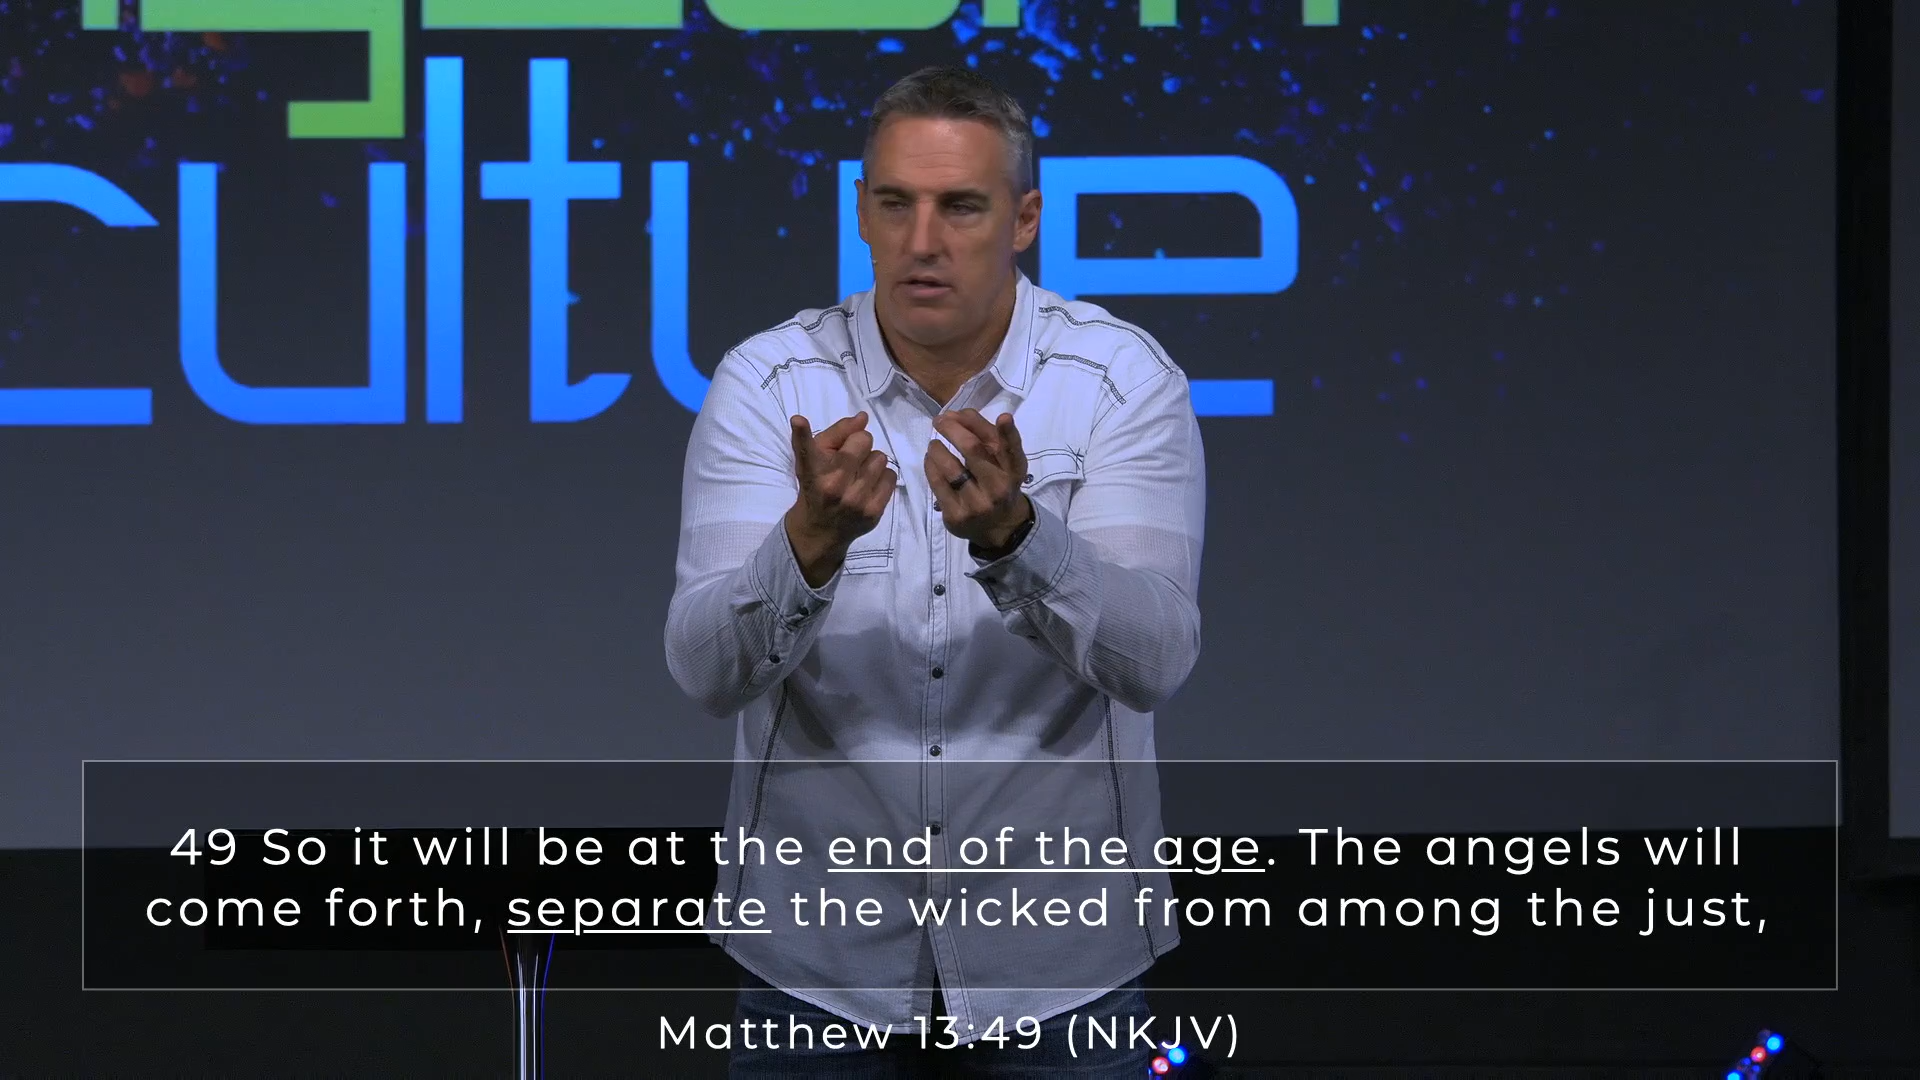 culture
49 So it will be at the end of the age. The angels will
come forth, separate the wicked from among the just,
Matthew 13:49 (NKJV)